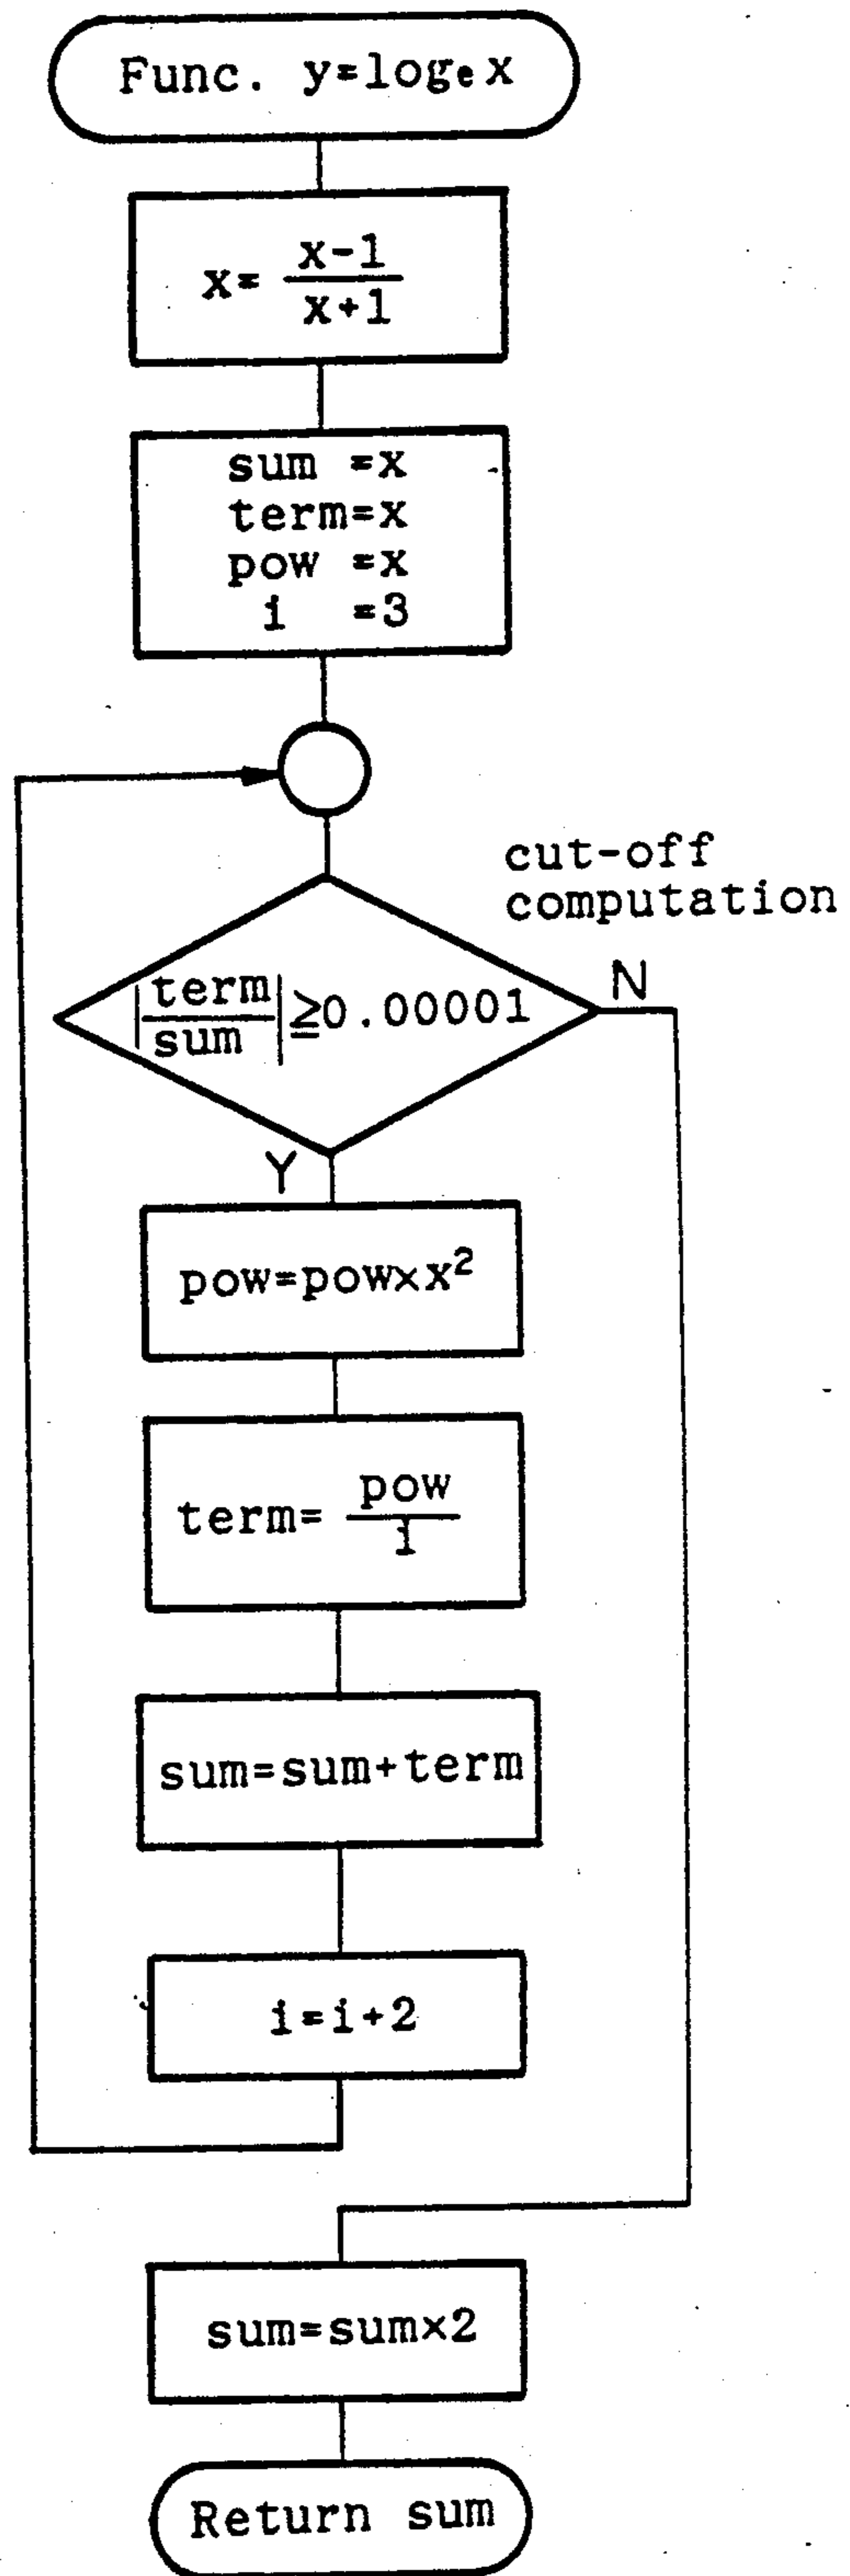 Func. y=logₑ x
x= x-1
x+1
sum =x
term=x
pow =x
i =3
cut-off
computation
|term
sum| ≧0.00001
N
Y
pow=pow×x²
term= pow
i
sum=sum+term
i=i+2
sum=sum×2
Return sum